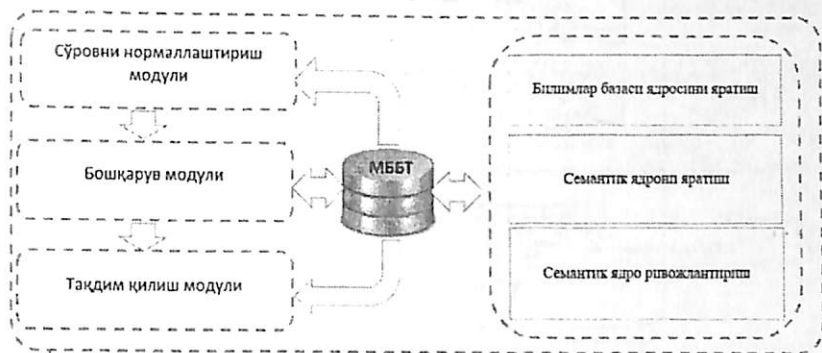 Сўровни нормаллаштириш
модули
Бошқарув модули
Тақдим қилиш модули
МББТ
Билимлар базаси ядросини яратиш
Семантик ядрони яратиш
Семантик ядро ривожлантириш